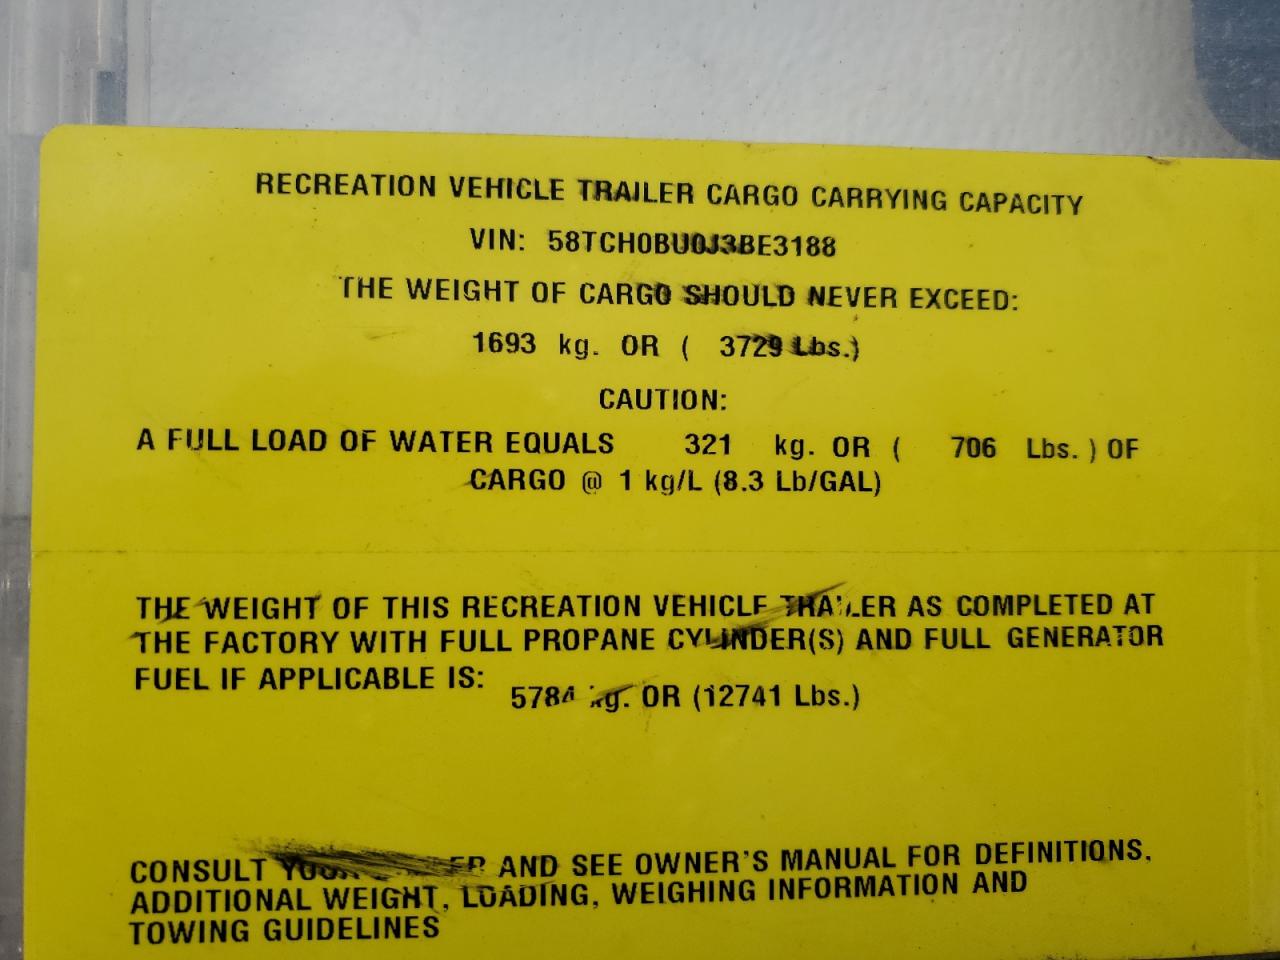 RECREATION VEHICLE TRAILER CARGO CARRYING CAPACITY
VIN: 58TCH0BU0J3BE3188
THE WEIGHT OF CARGO SHOULD NEVER EXCEED:
1693 kg. OR ( 3729 Lbs.)
CAUTION:
A FULL LOAD OF WATER EQUALS 321 kg. OR ( 706 Lbs. ) OF
CARGO @ 1 kg/L (8.3 Lb/GAL)
THE WEIGHT OF THIS RECREATION VEHICLE TRAILER AS COMPLETED AT
THE FACTORY WITH FULL PROPANE CYLINDER(S) AND FULL GENERATOR
FUEL IF APPLICABLE IS:
5784 kg. OR (12741 Lbs.)
CONSULT AND SEE OWNER'S MANUAL FOR DEFINITIONS,
ADDITIONAL WEIGHT, LOADING, WEIGHING INFORMATION AND
TOWING GUIDELINES